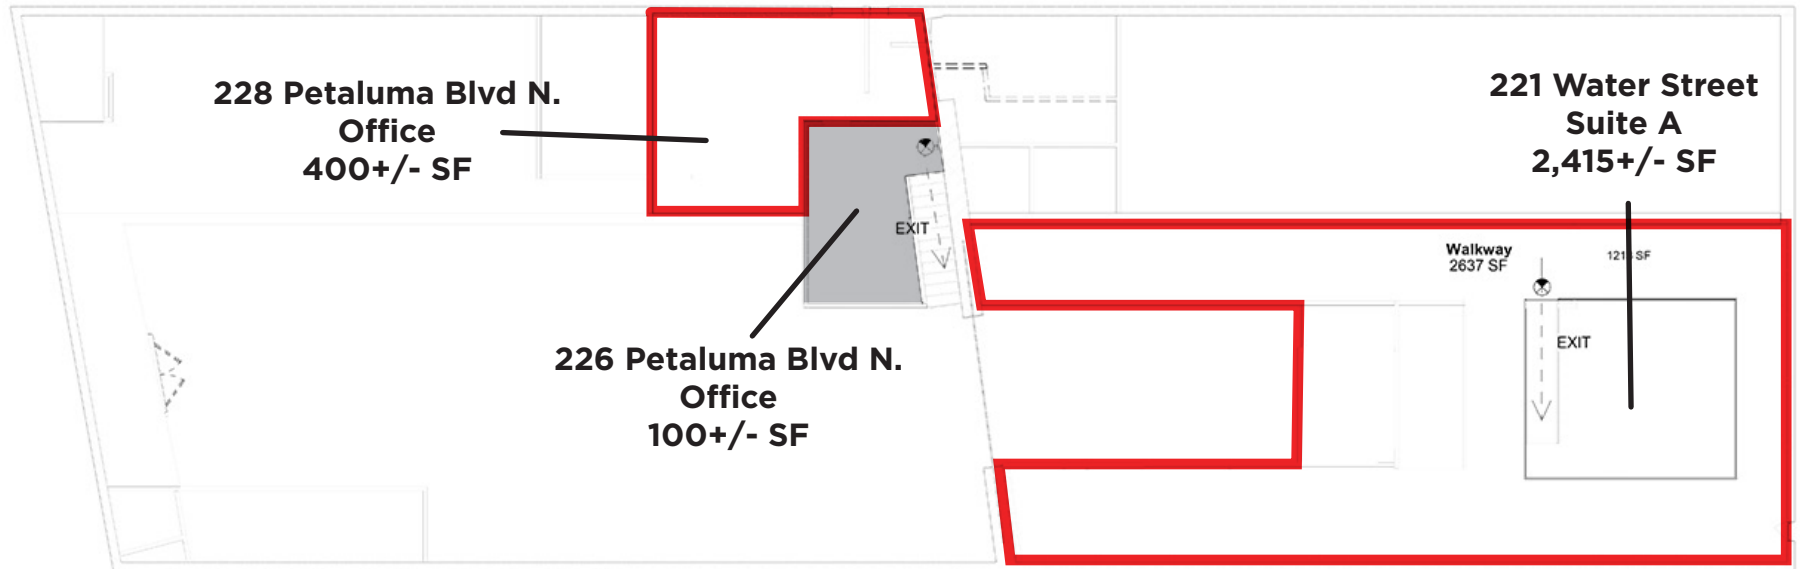 228 Petaluma Blvd N.
Office
400+/- SF
221 Water Street
Suite A
2,415+/- SF
EXIT
Walkway
2637 SF
SF
EXIT
226 Petaluma Blvd N.
Office
100+/- SF